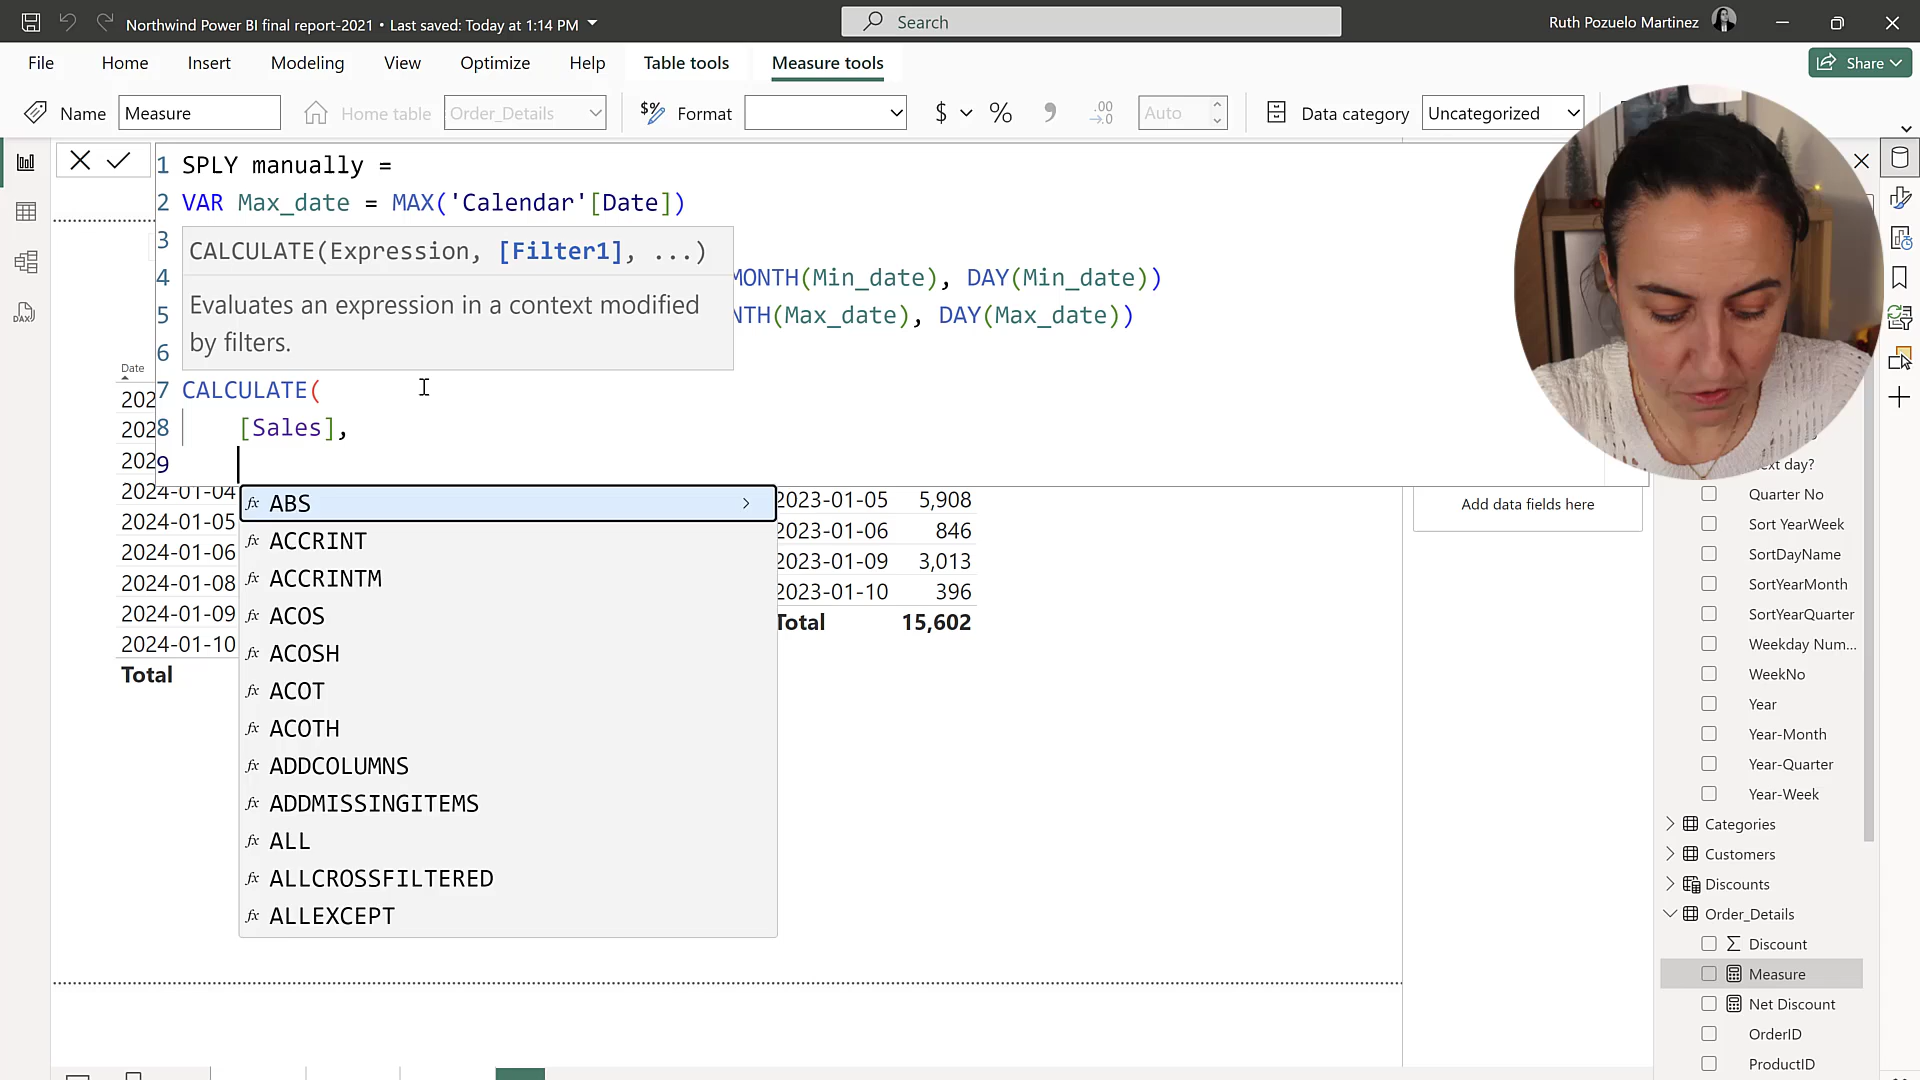 Northwind Power BI final report-2021 • Last saved: Today at 1:14 PM
Search
Ruth Pozuelo Martinez
File Home Insert Modeling View Optimize Help Table tools Measure tools
Share
Name Measure Home table Order_Details Format $ % Auto Data category Uncategorized
1 SPLY manually =
2 VAR Max_date = MAX('Calendar'[Date])
3
CALCULATE(Expression, [Filter1], ...)
4 MONTH(Min_date), DAY(Min_date))
Evaluates an expression in a context modified
5 NTH(Max_date), DAY(Max_date))
by filters.
6
Date
7 CALCULATE(
202
8 [Sales],
202
9
202
2024-01-04
2024-01-05
2024-01-06
2024-01-08
2024-01-09
2024-01-10
Total
ABS
ACCRINT
ACCRINTM
ACOS
ACOSH
ACOT
ACOTH
ADDCOLUMNS
ADDMISSINGITEMS
ALL
ALLCROSSFILTERED
ALLEXCEPT
2023-01-05 5,908
2023-01-06 846
2023-01-09 3,013
2023-01-10 396
Total 15,602
Add data fields here
day?
Quarter No
Sort YearWeek
SortDayName
SortYearMonth
SortYearQuarter
Weekday Num...
WeekNo
Year
Year-Month
Year-Quarter
Year-Week
Categories
Customers
Discounts
Order_Details
Discount
Measure
Net Discount
OrderID
ProductID